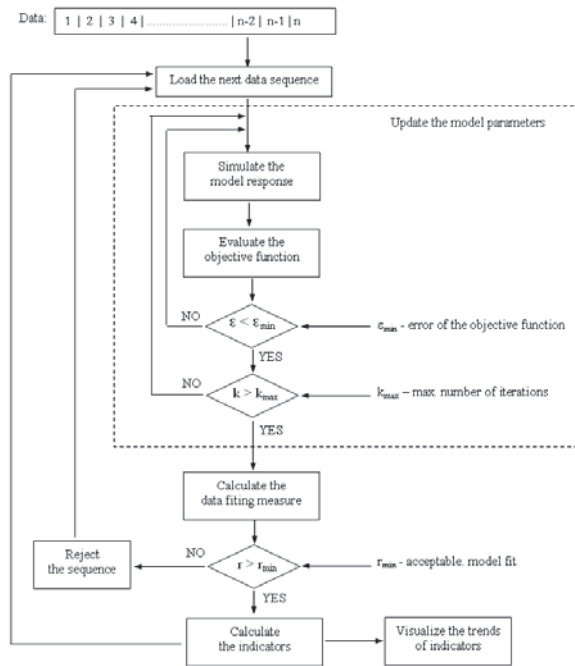 Data: 1 | 2 | 3 | 4 |........................| n-2 | n-1 | n
Load the next data sequence
Update the model parameters
Simulate the
model response
Evaluate the
objective function
NO
ε < εmin
εmin - error of the objective function
YES
NO
k > kmax
kmax – max. number of iterations
YES
Calculate the
data fiting measure
Reject
the sequence
NO
r > rmin
rmin - acceptable. model fit
YES
Calculate
the indicators
Visualize the trends
of indicators